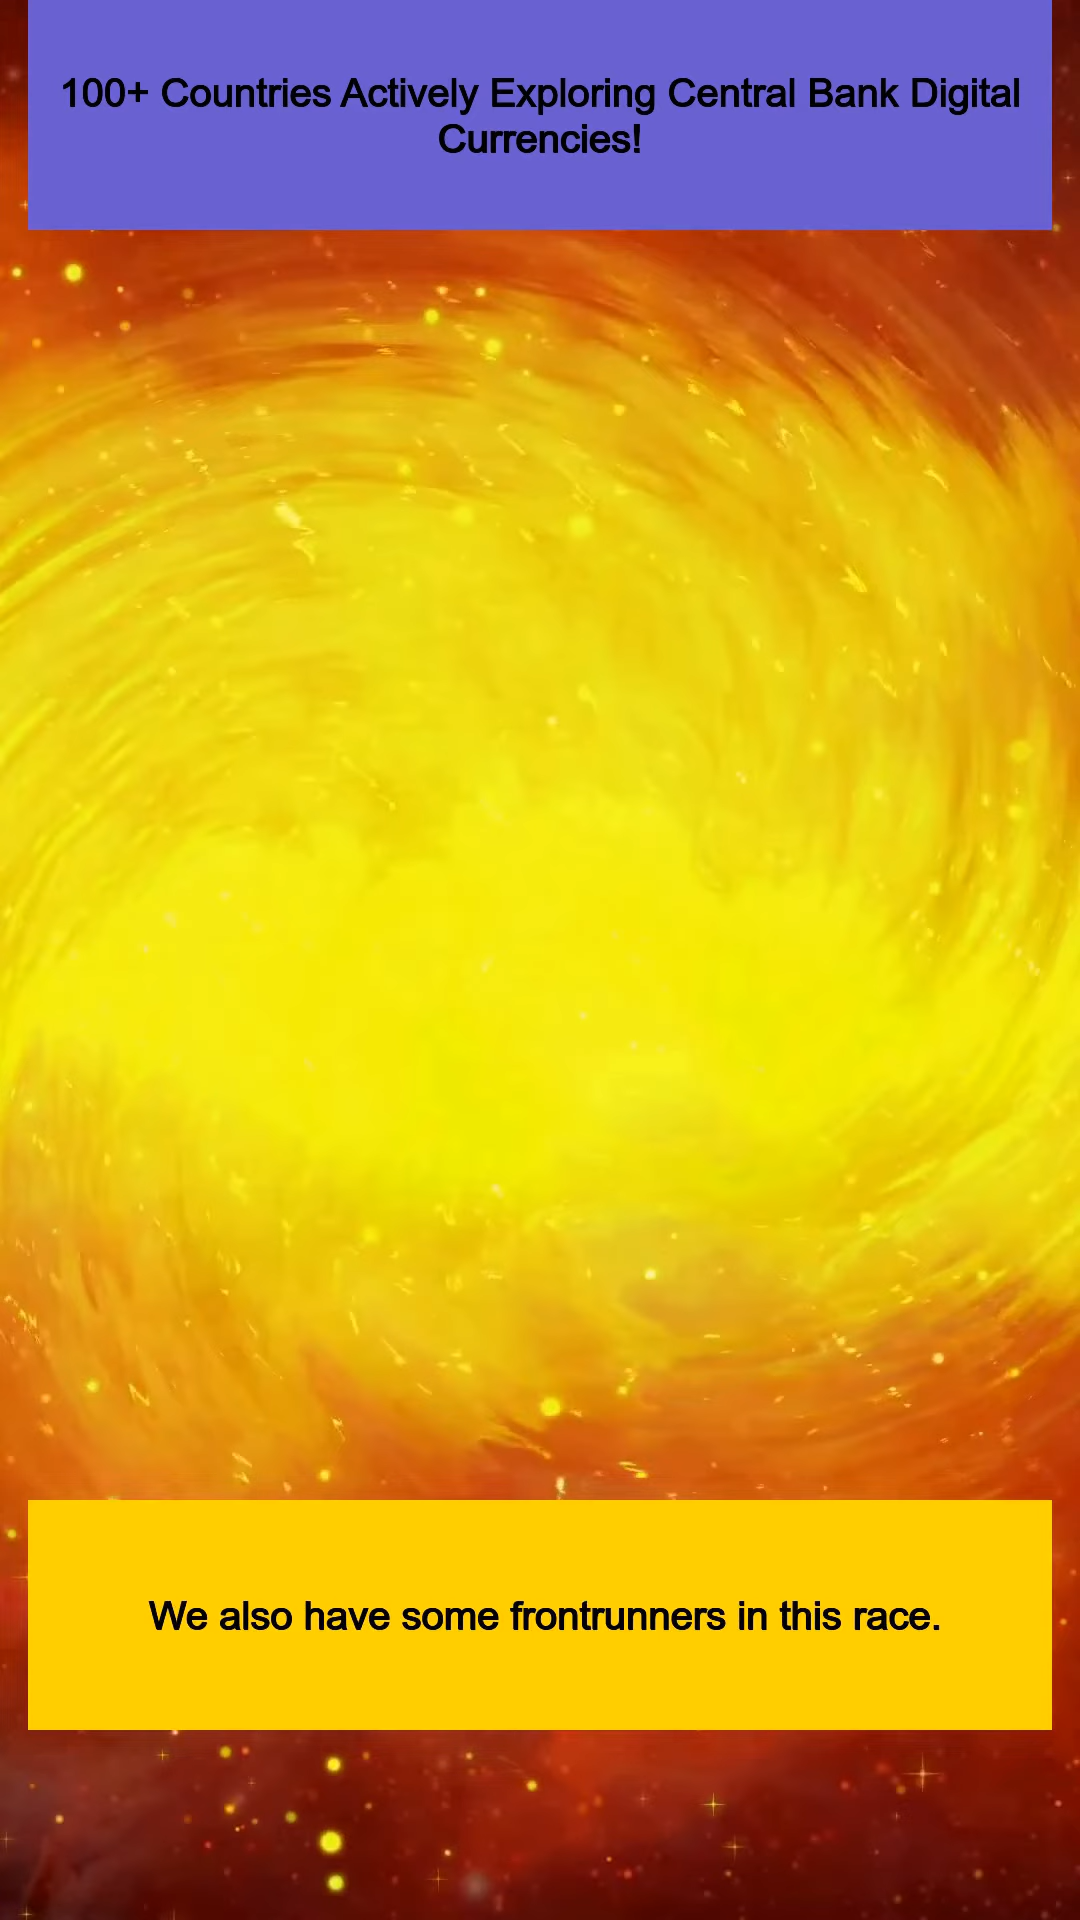 100+ Countries Actively Exploring Central Bank Digital
Currencies!
We also have some frontrunners in this race.